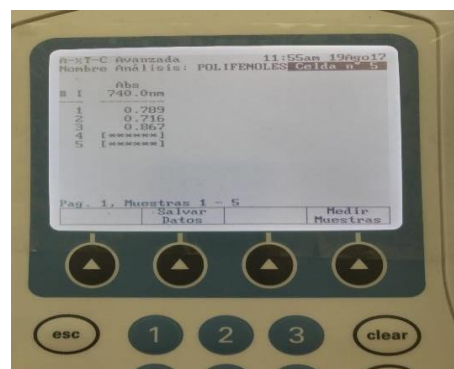 A-%T-C Avanzada 11:55am 19Ago17
Nombre Análisis: POLIFENOLES Celda n° 5
Abs
# I 740.0nm
1 0.789
2 0.716
3 0.867
4 [******]
5 [******]
Pag. 1, Muestras 1 - 5
Salvar Datos
Medir Muestras
esc 1 2 3 clear